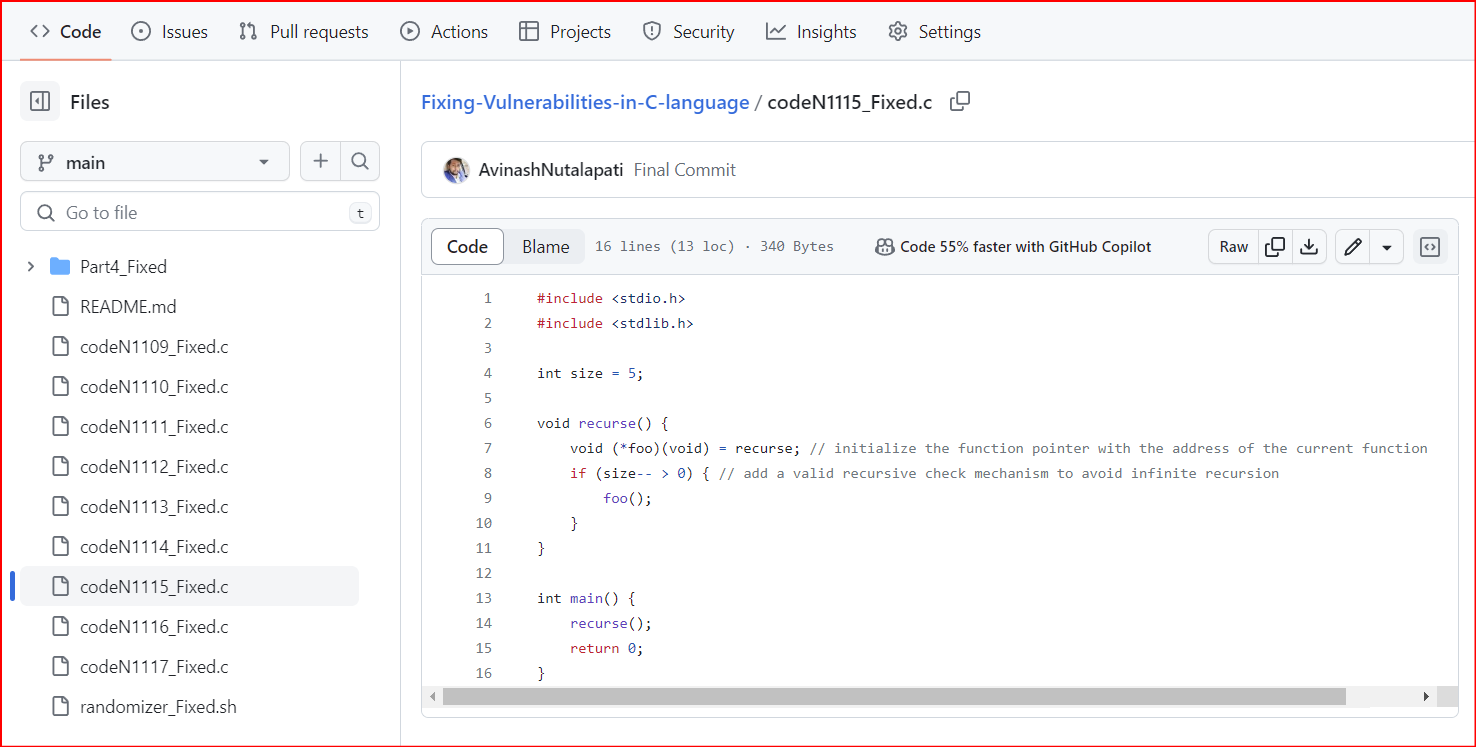 Code Issues Pull requests Actions Projects Security Insights Settings
Files
main
Go to file t
Part4_Fixed
README.md
codeN1109_Fixed.c
codeN1110_Fixed.c
codeN1111_Fixed.c
codeN1112_Fixed.c
codeN1113_Fixed.c
codeN1114_Fixed.c
codeN1115_Fixed.c
codeN1116_Fixed.c
codeN1117_Fixed.c
randomizer_Fixed.sh
Fixing-Vulnerabilities-in-C-language / codeN1115_Fixed.c
AvinashNutalapati Final Commit
Code Blame 16 lines (13 loc) · 340 Bytes Code 55% faster with GitHub Copilot Raw
1 #include <stdio.h>
2 #include <stdlib.h>
3
4 int size = 5;
5
6 void recurse() {
7 void (*foo)(void) = recurse; // initialize the function pointer with the address of the current function
8 if (size-- > 0) { // add a valid recursive check mechanism to avoid infinite recursion
9 foo();
10 }
11 }
12
13 int main() {
14 recurse();
15 return 0;
16 }